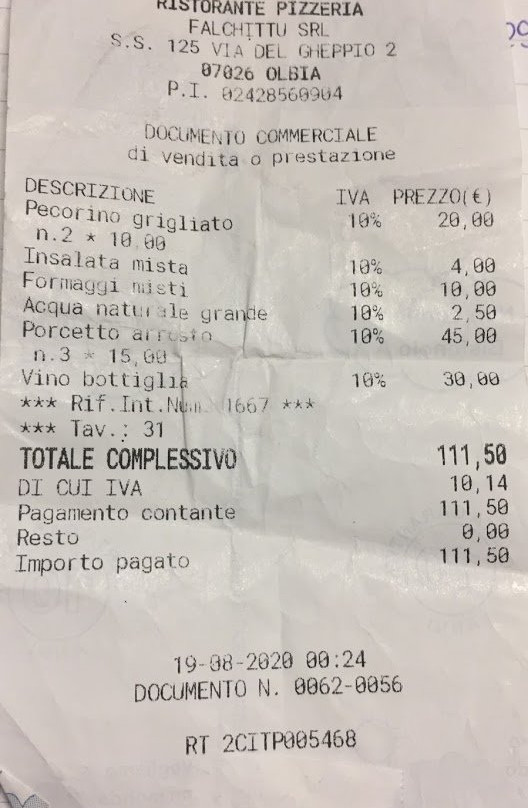 RISTORANTE PIZZERIA
FALCHITTU SRL
S.S. 125 VIA DEL GHEPPIO 2
07026 OLBIA
P.I. 02428560904
DOCUMENTO COMMERCIALE
di vendita o prestazione
DESCRIZIONE IVA PREZZO(€)
Pecorino grigliato 10% 20,00
n.2 * 10,00
Insalata mista 10% 4,00
Formaggi misti 10% 10,00
Acqua naturale grande 10% 2,50
Porcetto arrosto 10% 45,00
n.3 * 15,00
Vino bottiglia 10% 30,00
*** Rif.Int.Num. 1667 ***
*** Tav.: 31
TOTALE COMPLESSIVO 111,50
DI CUI IVA 10,14
Pagamento contante 111,50
Resto 0,00
Importo pagato 111,50
19-08-2020 00:24
DOCUMENTO N. 0062-0056
RT 2CITP005468